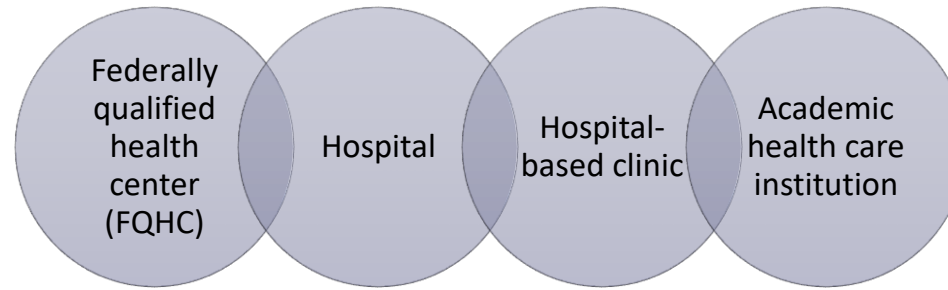 Federally
qualified
health
center
(FQHC)
Hospital
Hospital-
based clinic
Academic
health care
institution